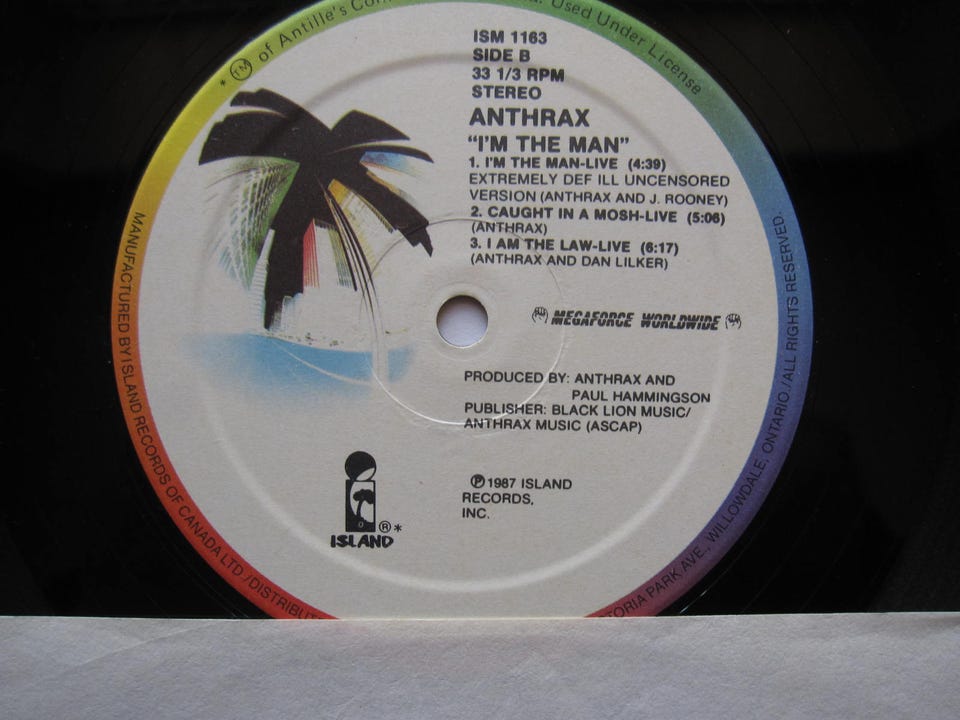 * TM of Antille's Con
Used Under License
ISM 1163
SIDE B
33 1/3 RPM
STEREO
ANTHRAX
“I'M THE MAN”
1. I'M THE MAN-LIVE (4:39)
EXTREMELY DEF ILL UNCENSORED
VERSION (ANTHRAX AND J. ROONEY)
2. CAUGHT IN A MOSH-LIVE (5:06)
(ANTHRAX)
3. I AM THE LAW-LIVE (6:17)
(ANTHRAX AND DAN LILKER)
MEGAFORCE WORLDWIDE
PRODUCED BY: ANTHRAX AND
PAUL HAMMINGSON
PUBLISHER: BLACK LION MUSIC/
ANTHRAX MUSIC (ASCAP)
℗ 1987 ISLAND
RECORDS,
INC.
®*
ISLAND
MANUFACTURED BY ISLAND RECORDS OF CANADA LTD./DISTRIBUT
TORIA PARK AVE., WILLOWDALE, ONTARIO./ALL RIGHTS RESERVED.